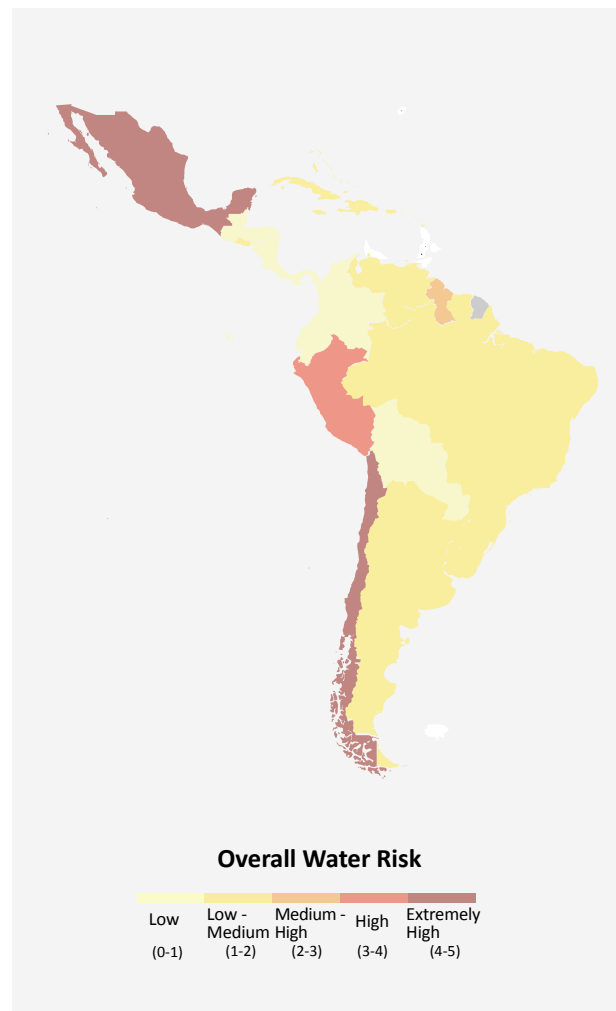 Overall Water Risk
Low
Low -
Medium
Medium -
High
High
Extremely
High
(0-1)
(1-2)
(2-3)
(3-4)
(4-5)